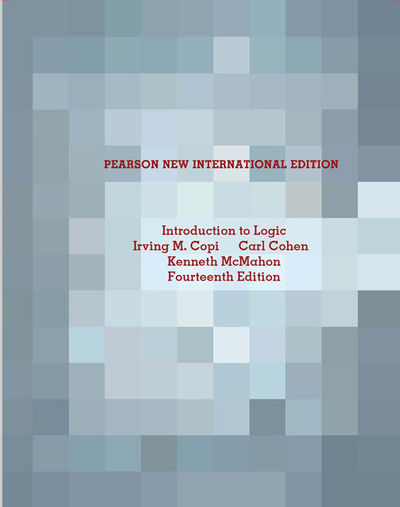 PEARSON NEW INTERNATIONAL EDITION
Introduction to Logic
Irving M. Copi Carl Cohen
Kenneth McMahon
Fourteenth Edition